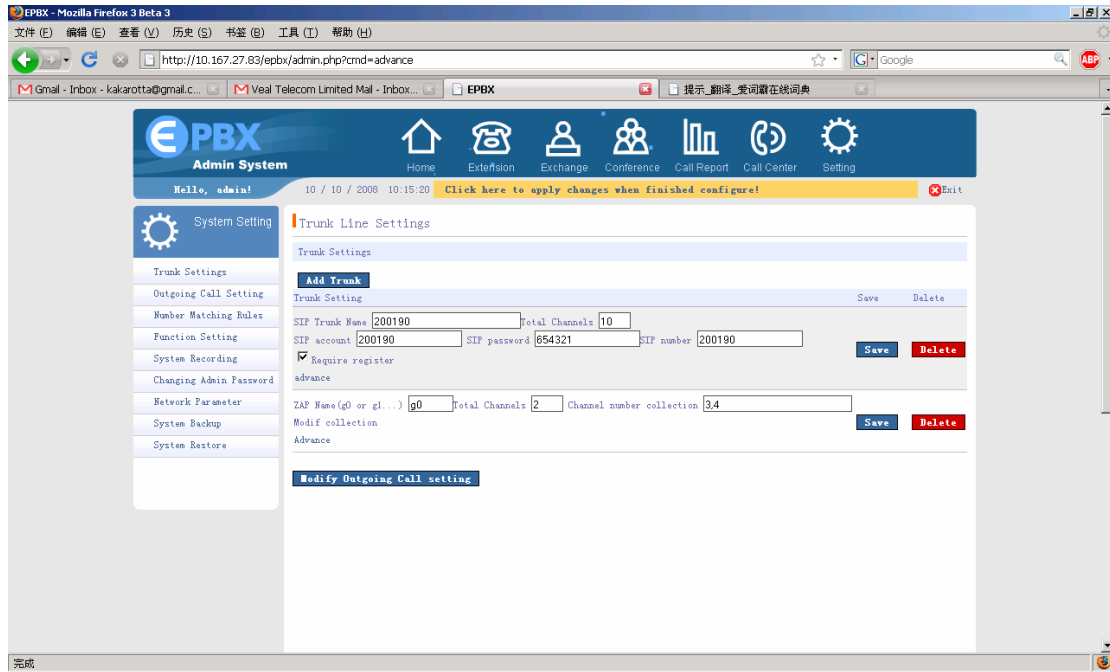 EPBX - Mozilla Firefox 3 Beta 3
文件 (F) 编辑 (E) 查看 (V) 历史 (S) 书签 (B) 工具 (T) 帮助 (H)
http://10.167.27.83/epbx/admin.php?cmd=advance
G Google
ABP
Gmail - Inbox - kakarotta@gmail.c... Veal Telecom Limited Mail - Inbox... EPBX 提示_翻译_爱词霸在线词典
EPBX
Admin System
Home Extension Exchange Conference Call Report Call Center Setting
Hello, admin! 10 / 10 / 2008 10:15:20 Click here to apply changes when finished configure! Exit
System Setting
Trunk Settings
Outgoing Call Setting
Number Matching Rules
Function Setting
System Recording
Changing Admin Password
Network Parameter
System Backup
System Restore
Trunk Line Settings
Trunk Settings
Add Trunk
Trunk Setting Save Delete
SIP Trunk Name 200190 Total Channels 10
SIP account 200190 SIP password 654321 SIP number 200190
Require register
advance
Save Delete
ZAP Name(g0 or g1...) g0 Total Channels 2 Channel number collection 3,4
Modif collection
Advance
Save Delete
Modify Outgoing Call setting
完成